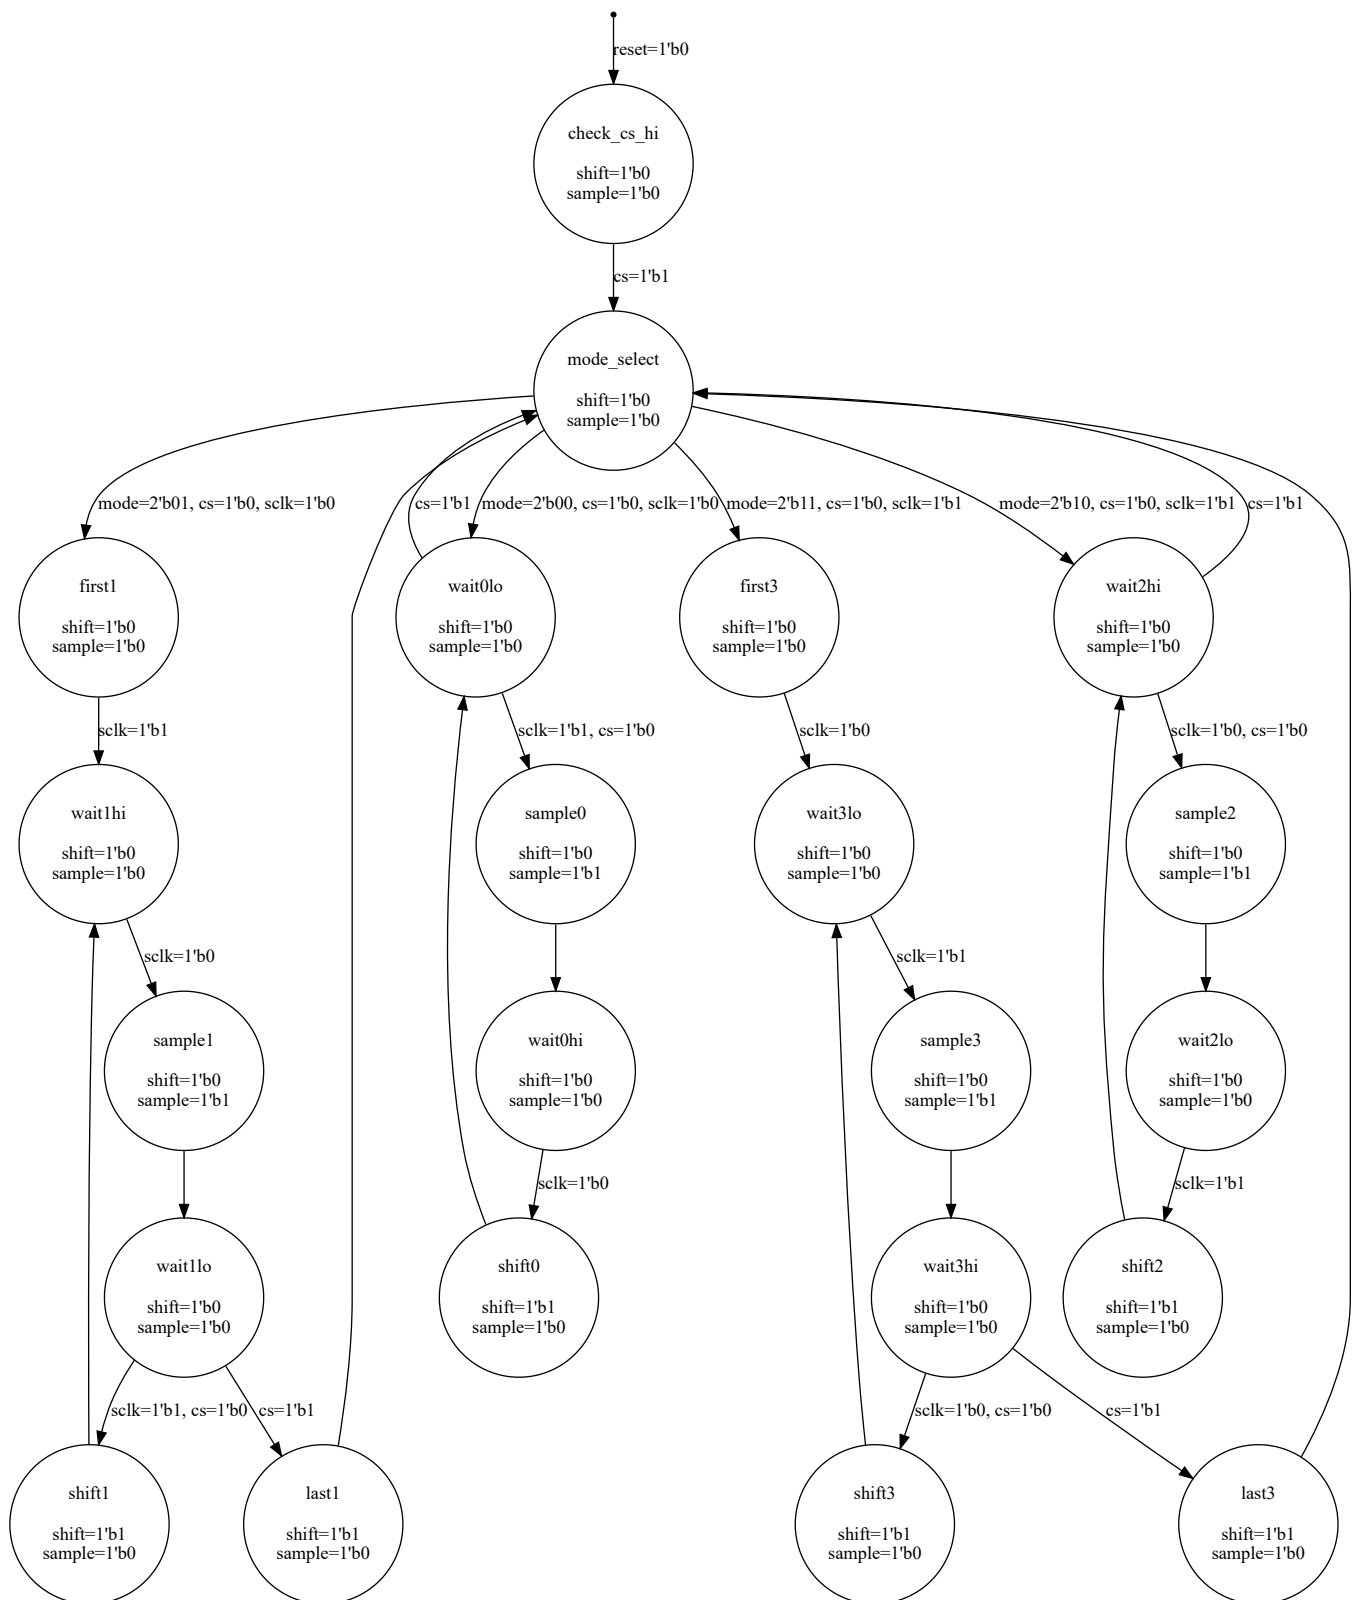 reset=1'b0
check_cs_hi
shift=1'b0
sample=1'b0
cs=1'b1
mode_select
shift=1'b0
sample=1'b0
mode=2'b01, cs=1'b0, sclk=1'b0
cs=1'b1
mode=2'b00, cs=1'b0, sclk=1'b0
mode=2'b11, cs=1'b0, sclk=1'b1
mode=2'b10, cs=1'b0, sclk=1'b1
cs=1'b1
first1
shift=1'b0
sample=1'b0
wait0lo
shift=1'b0
sample=1'b0
first3
shift=1'b0
sample=1'b0
wait2hi
shift=1'b0
sample=1'b0
sclk=1'b1
sclk=1'b1, cs=1'b0
sclk=1'b0
sclk=1'b0, cs=1'b0
wait1hi
shift=1'b0
sample=1'b0
sample0
shift=1'b0
sample=1'b1
wait3lo
shift=1'b0
sample=1'b0
sample2
shift=1'b0
sample=1'b1
sclk=1'b0
sclk=1'b1
sample1
shift=1'b0
sample=1'b1
wait0hi
shift=1'b0
sample=1'b0
sample3
shift=1'b0
sample=1'b1
wait2lo
shift=1'b0
sample=1'b0
sclk=1'b0
sclk=1'b1
wait1lo
shift=1'b0
sample=1'b0
shift0
shift=1'b1
sample=1'b0
wait3hi
shift=1'b0
sample=1'b0
shift2
shift=1'b1
sample=1'b0
sclk=1'b1, cs=1'b0
cs=1'b1
sclk=1'b0, cs=1'b0
cs=1'b1
shift1
shift=1'b1
sample=1'b0
last1
shift=1'b1
sample=1'b0
shift3
shift=1'b1
sample=1'b0
last3
shift=1'b1
sample=1'b0